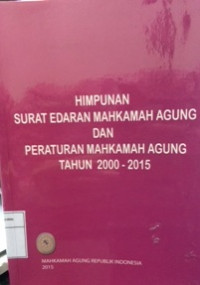 HIMPUNAN
SURAT EDARAN MAHKAMAH AGUNG
DAN
PERATURAN MAHKAMAH AGUNG
TAHUN 2000 - 2015
MAHKAMAH AGUNG REPUBLIK INDONESIA
2015